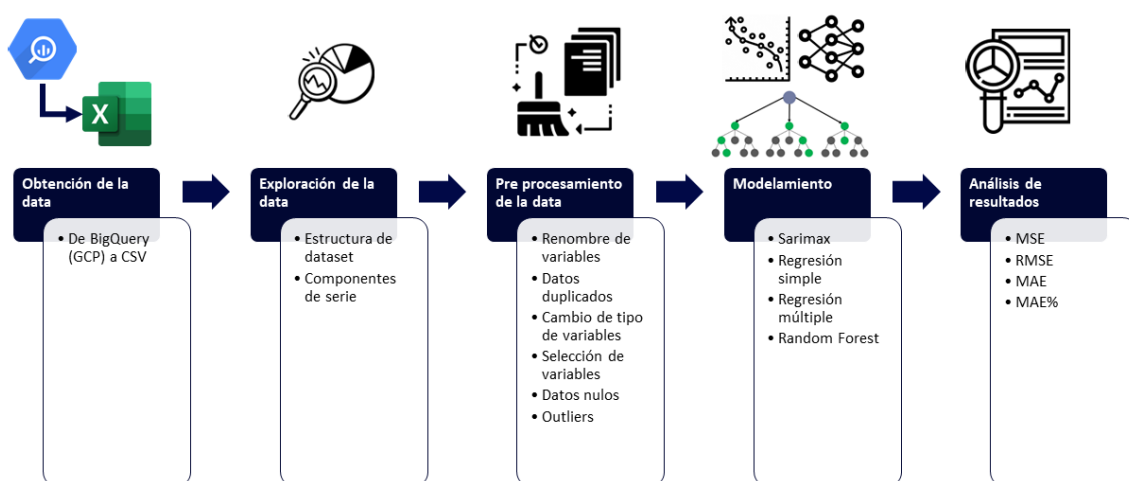 X
Obtención de la
data
• De BigQuery
(GCP) a CSV
Exploración de la
data
• Estructura de
dataset
• Componentes
de serie
Pre procesamiento
de la data
• Renombre de
variables
• Datos
duplicados
• Cambio de tipo
de variables
• Selección de
variables
• Datos nulos
• Outliers
Modelamiento
• Sarimax
• Regresión
simple
• Regresión
múltiple
• Random Forest
Análisis de
resultados
• MSE
• RMSE
• MAE
• MAE%